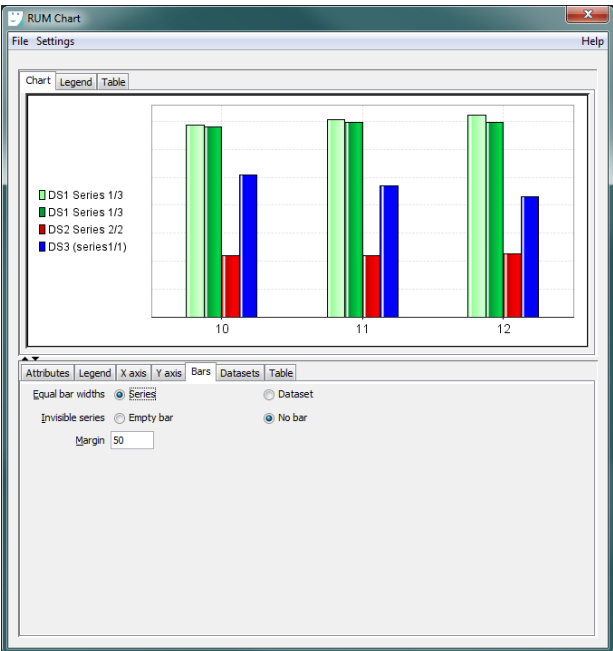 RUM Chart
File Settings Help
Chart Legend Table
DS1 Series 1/3
DS1 Series 1/3
DS2 Series 2/2
DS3 (series1/1)
10 11 12
Attributes Legend X axis Y axis Bars Datasets Table
Equal bar widths Series Dataset
Invisible series Empty bar No bar
Margin 50